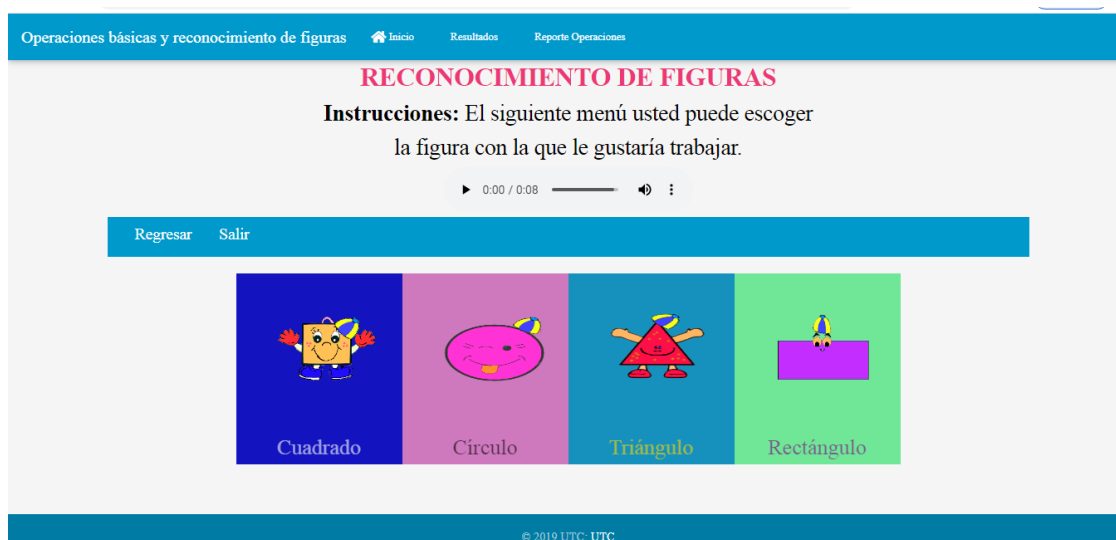 Operaciones básicas y reconocimiento de figuras Inicio Resultados Reporte Operaciones
RECONOCIMIENTO DE FIGURAS
Instrucciones: El siguiente menú usted puede escoger
la figura con la que le gustaría trabajar.
0:00 / 0:08
Regresar Salir
Cuadrado Círculo Triángulo Rectángulo
© 2019 UTC: UTC